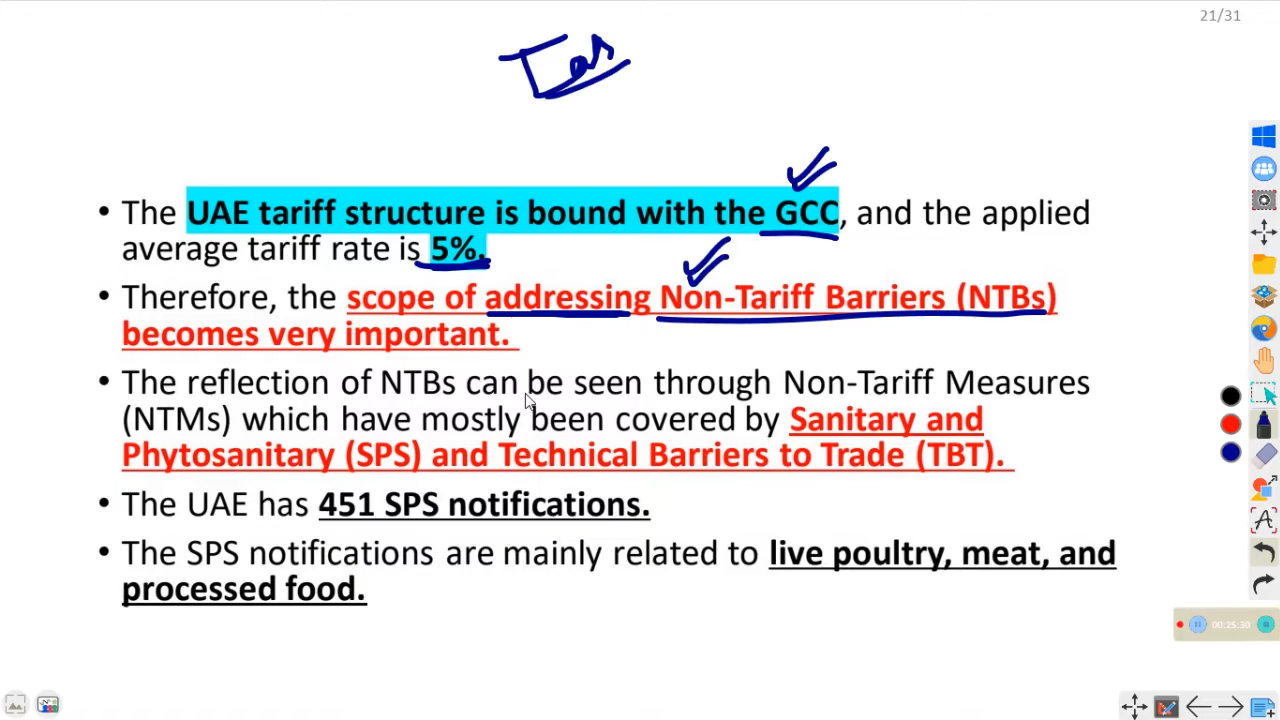 21/31
Tar
• The UAE tariff structure is bound with the GCC, and the applied
average tariff rate is 5%.
• Therefore, the scope of addressing Non-Tariff Barriers (NTBs)
becomes very important.
• The reflection of NTBs can be seen through Non-Tariff Measures
(NTMs) which have mostly been covered by Sanitary and
Phytosanitary (SPS) and Technical Barriers to Trade (TBT).
• The UAE has 451 SPS notifications.
• The SPS notifications are mainly related to live poultry, meat, and
processed food.
00:25:30